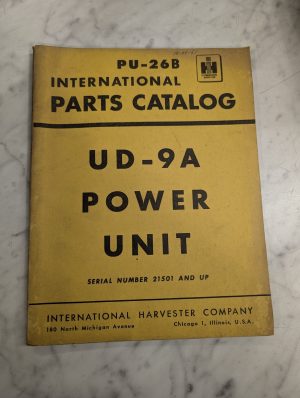 PU-26B
INTERNATIONAL
PARTS CATALOG
UD-9A
POWER
UNIT
SERIAL NUMBER 21501 AND UP
INTERNATIONAL HARVESTER COMPANY
180 North Michigan Avenue Chicago 1, Illinois, U.S.A.